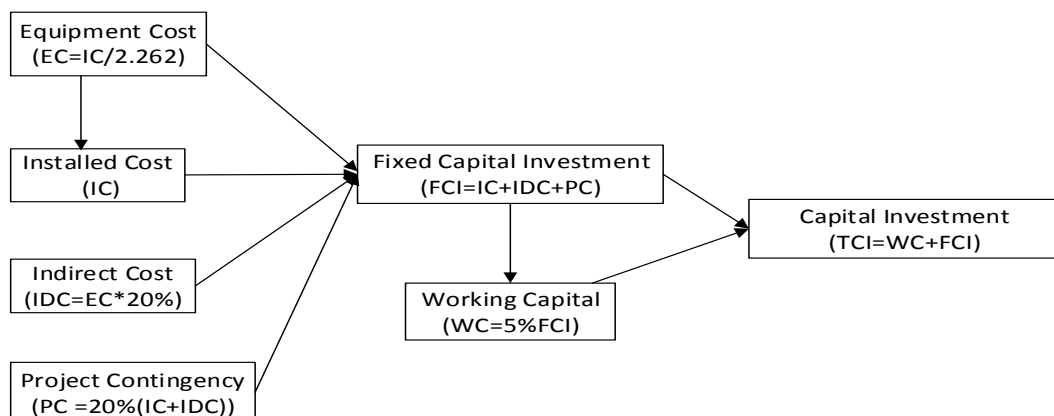 Equipment Cost
(EC=IC/2.262)
Installed Cost
(IC)
Indirect Cost
(IDC=EC*20%)
Project Contingency
(PC =20%(IC+IDC))
Fixed Capital Investment
(FCI=IC+IDC+PC)
Working Capital
(WC=5%FCI)
Capital Investment
(TCI=WC+FCI)